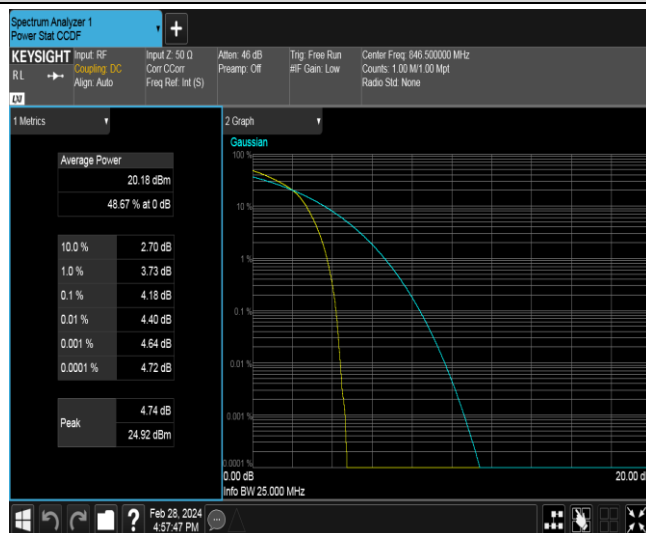 Spectrum Analyzer 1
Power Stat CCDF
+
KEYSIGHT
RL
LXI
Input: RF
Coupling: DC
Align: Auto
Input Z: 50 Ω
Corr CCorr
Freq Ref: Int (S)
Atten: 46 dB
Preamp: Off
Trig: Free Run
#IF Gain: Low
Center Freq: 846.500000 MHz
Counts: 1.00 M/1.00 Mpt
Radio Std: None
1 Metrics
Average Power
20.18 dBm
48.67 % at 0 dB
10.0 % 2.70 dB
1.0 % 3.73 dB
0.1 % 4.18 dB
0.01 % 4.40 dB
0.001 % 4.64 dB
0.0001 % 4.72 dB
Peak
4.74 dB
24.92 dBm
2 Graph
Gaussian
100 %
10 %
1 %
0.1 %
0.01 %
0.001 %
0.0001 %
0.00 dB
20.00 d
Info BW 25.000 MHz
?
Feb 28, 2024
4:57:47 PM